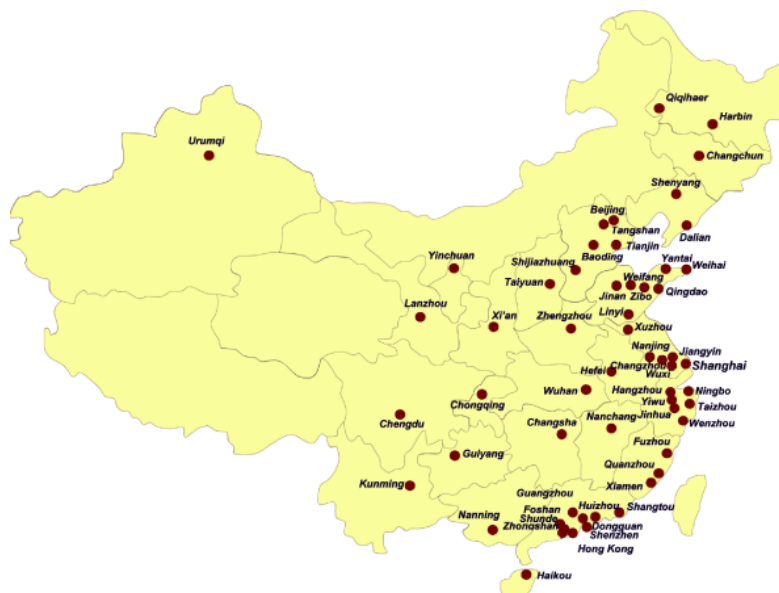 Qiqihaer
Harbin
Urumqi
Changchun
Shenyang
Beijing
Tangshan
Dalian
Baoding
Tianjin
Yinchuan
Shijiazhuang
Yantai
Weihai
Taiyuan
Weifang
Jinan
Zibo
Qingdao
Lanzhou
Xi'an
Zhengzhou
Linyi
Xuzhou
Nanjing
Jiangyin
Changzhou
Shanghai
Hefei
Wuxi
Wuhan
Hangzhou
Ningbo
Chongqing
Yiwu
Taizhou
Chengdu
Changsha
Nanchang
Jinhua
Wenzhou
Guiyang
Fuzhou
Quanzhou
Kunming
Xiamen
Guangzhou
Foshan
Huizhou
Shangtou
Nanning
Shunde
Zhongshan
Dongguan
Shenzhen
Hong Kong
Haikou